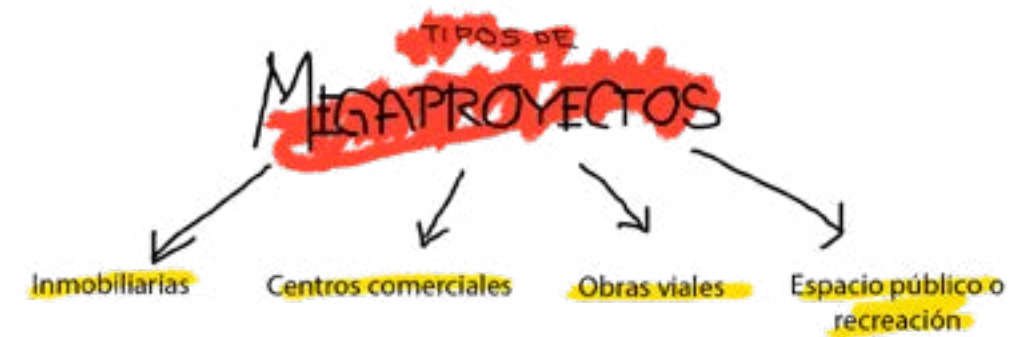 TIPOS DE
MEGAPROYECTOS
Inmobiliarias
Centros comerciales
Obras viales
Espacio público o
recreación